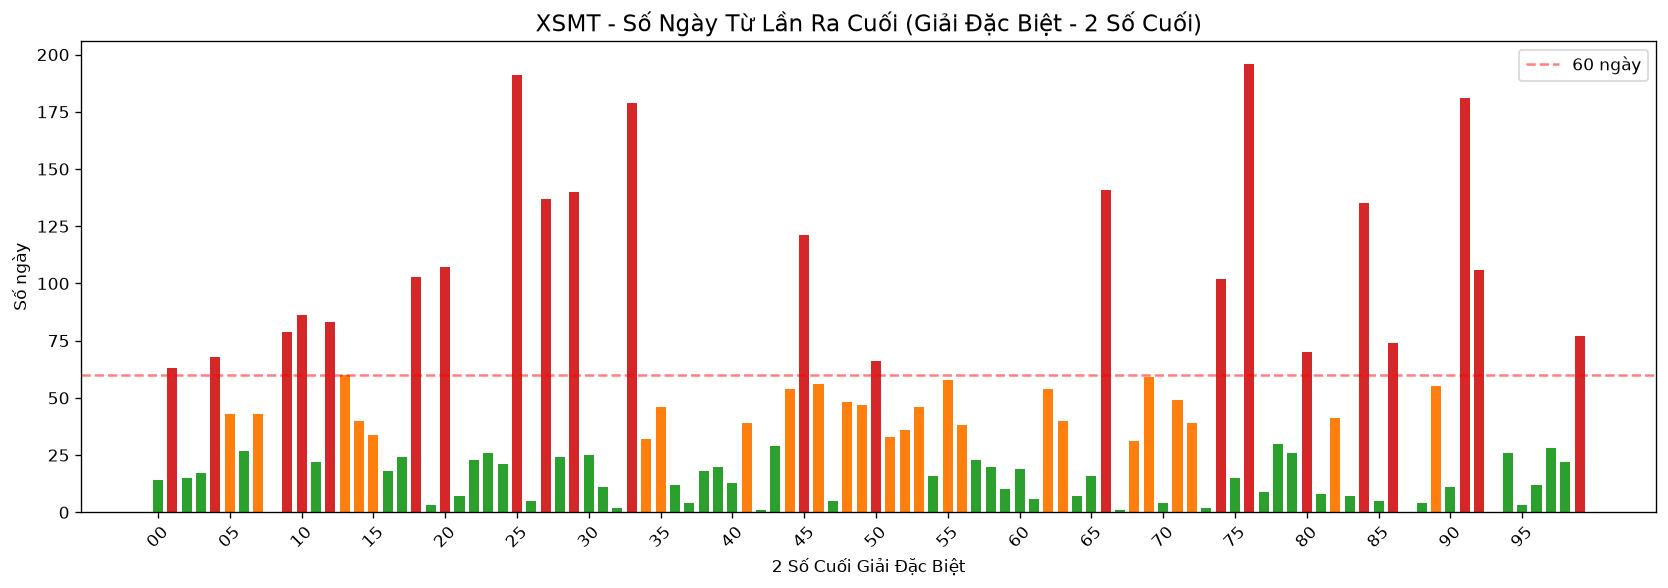 XSMT - Số Ngày Từ Lần Ra Cuối (Giải Đặc Biệt - 2 Số Cuối)
60 ngày
Số ngày
200
175
150
125
100
75
50
25
0
00 05 10 15 20 25 30 35 40 45 50 55 60 65 70 75 80 85 90 95
2 Số Cuối Giải Đặc Biệt